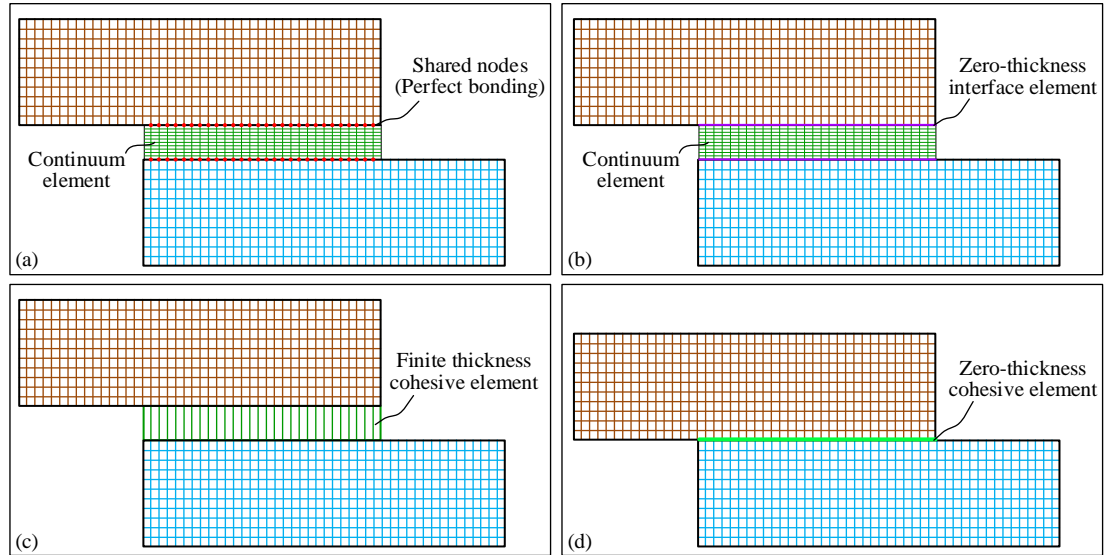 Shared nodes
(Perfect bonding)
Continuum
element
(a)
Zero-thickness
interface element
Continuum
element
(b)
Finite thickness
cohesive element
(c)
Zero-thickness
cohesive element
(d)